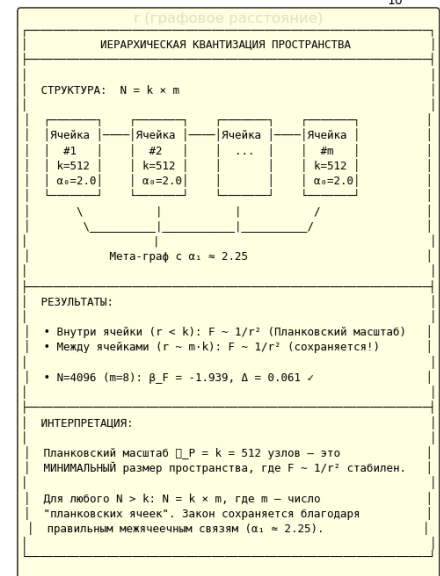 10
r (графовое расстояние)
ИЕРАРХИЧЕСКАЯ КВАНТИЗАЦИЯ ПРОСТРАНСТВА
СТРУКТУРА:  N = k × m
Ячейка Ячейка Ячейка Ячейка
#1 #2 ... #m
k=512 k=512 k=512
α₀=2.0 α₀=2.0 α₀=2.0
Мета-граф с α₁ ≈ 2.25
РЕЗУЛЬТАТЫ:
• Внутри ячейки (r < k): F ~ 1/r² (Планковский масштаб)
• Между ячейками (r ~ m·k): F ~ 1/r² (сохраняется!)
• N=4096 (m=8): β_F = -1.939, Δ = 0.061 ✓
ИНТЕРПРЕТАЦИЯ:
Планковский масштаб _P = k = 512 узлов — это
МИНИМАЛЬНЫЙ размер пространства, где F ~ 1/r² стабилен.
Для любого N > k: N = k × m, где m — число
"планковских ячеек". Закон сохраняется благодаря
правильным межячеечным связям (α₁ ≈ 2.25).